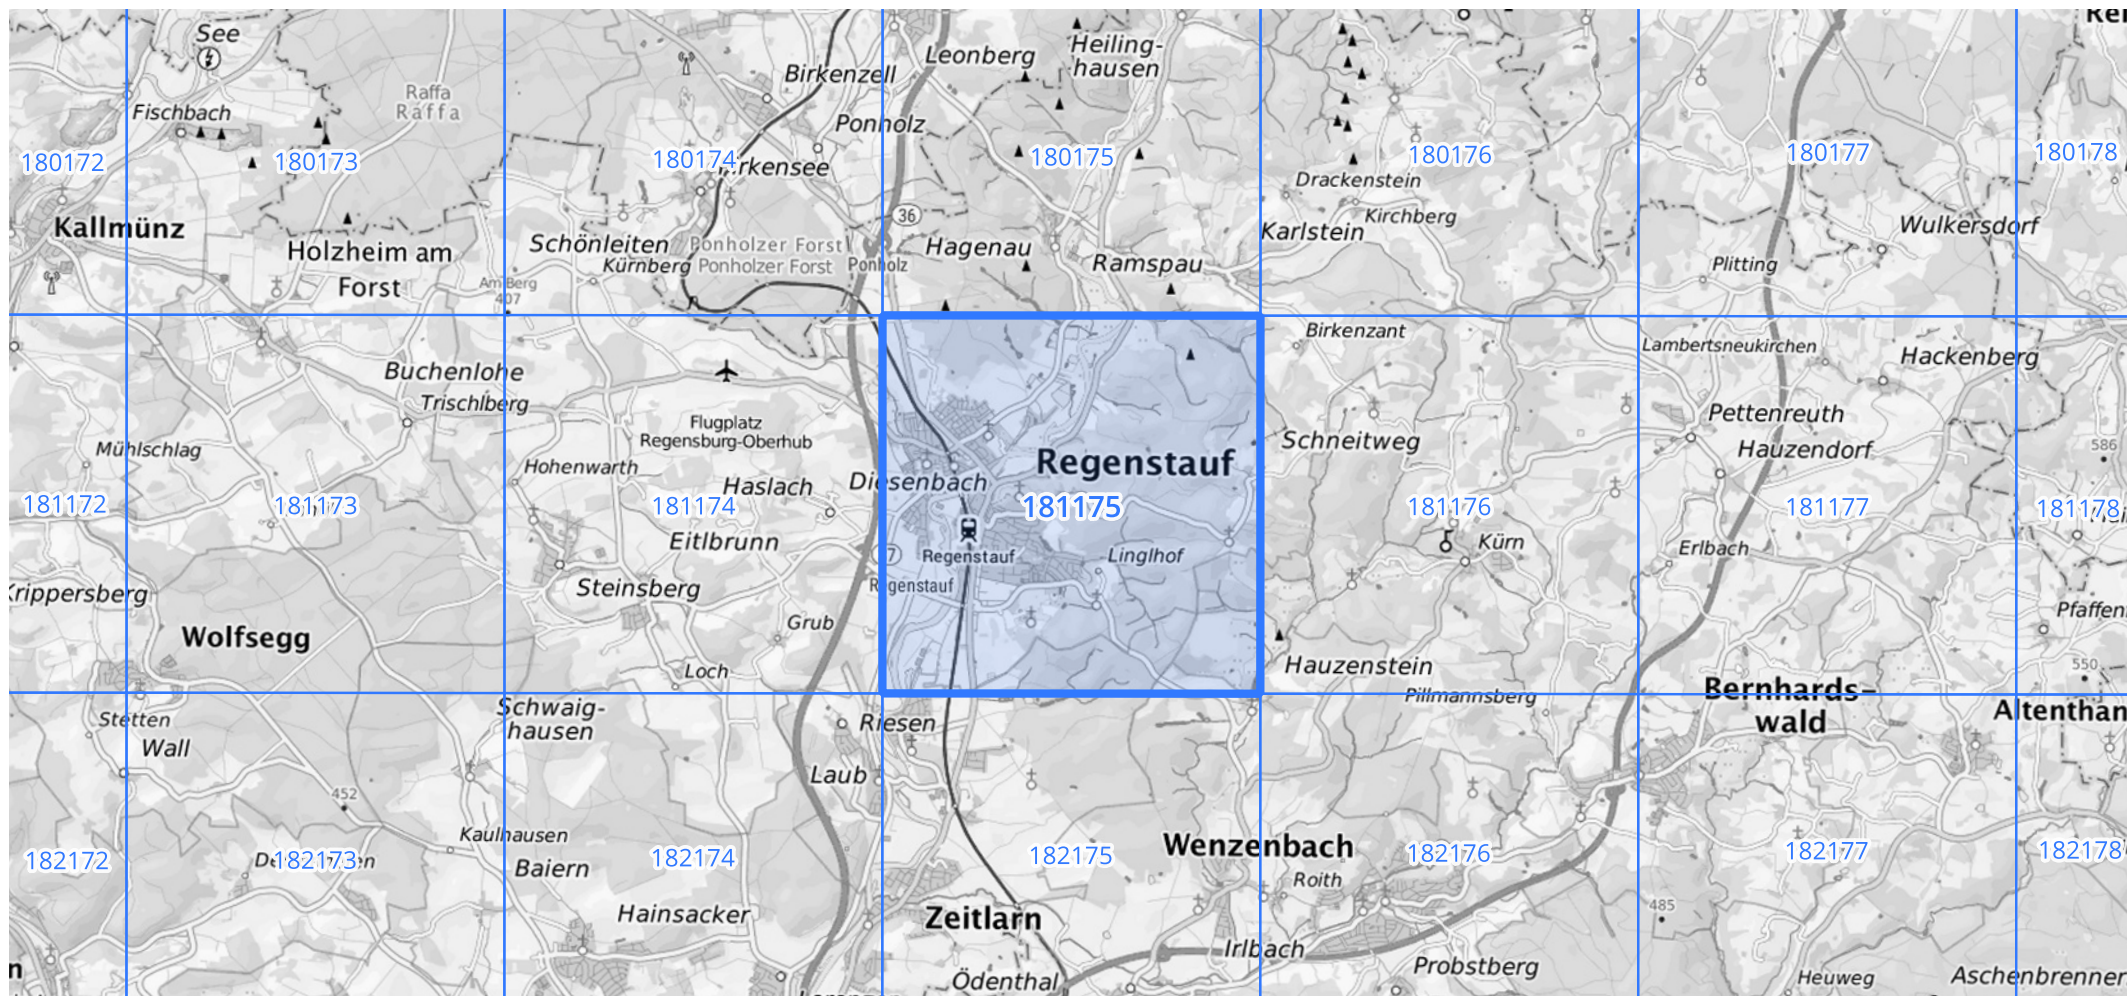 See
Leonberg
Heiling-
hausen
Birkenzell
Raffa
Raffa
Fischbach
Ponholz
180172
180173
180174
180175
180176
180177
180178
Drackenstein
Kirchberg
36
Kallmünz
Holzheim am
Forst
Schönleiten
Kürnberg
Ponholzer Forst
Ponholzer Forst
Ponholz
Hagenau
Ramspau
Karlstein
Wulkersdorf
Plitting
Am Berg
407
Birkenzant
Lambertsneukirchen
Hackenberg
Buchenlohe
Trischlberg
Flugplatz
Regensburg-Oberhub
Pettenreuth
Hauzendorf
Schneitweg
Mühlschlag
Hohenwarth
Haslach
Diesenbach
Regenstauf
586
181172
181173
181174
181175
181176
181177
181178
Eitlbrunn
Regenstauf
Linglhof
Kürn
Erlbach
7
Steinsberg
Regenstauf
Krippersberg
Wolfsegg
Grub
Loch
Hauzenstein
Pillmannsberg
550
Bernhards-
wald
Stetten
Wall
Schwaig-
hausen
Riesen
Laub
452
Kaulhausen
Wenzenbach
182172
182173
182174
182175
182176
182177
182178
Baiern
Roith
Hainsacker
Zeitlarn
485
Irlbach
Ödenthal
Probstberg
Heuweg
Aschenbrenner